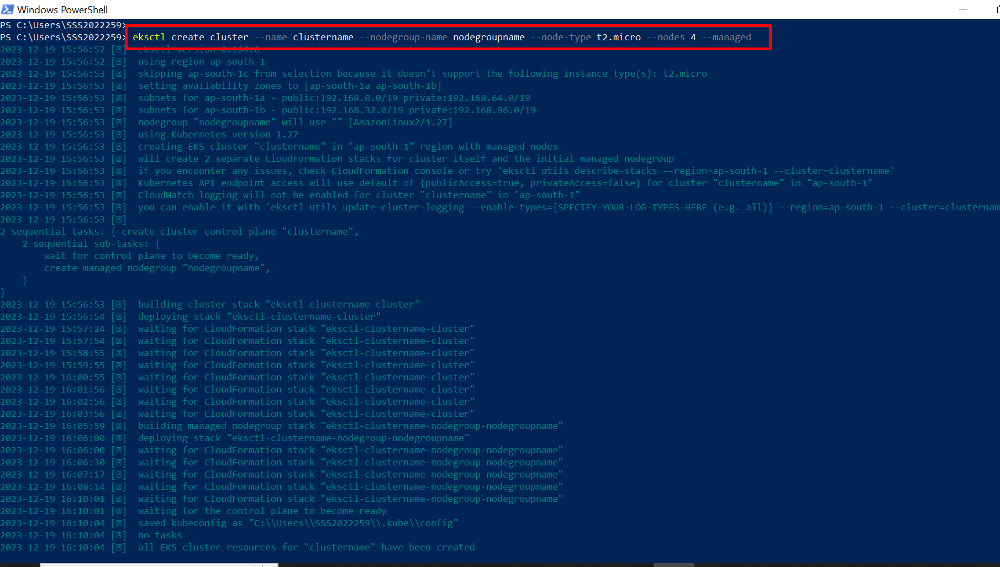 Windows PowerShell
PS C:\Users\SSS2022259>
PS C:\Users\SSS2022259> eksctl create cluster --name clustername --nodegroup-name nodegroupname --node-type t2.micro --nodes 4 --managed
2023-12-19 15:56:52 [?]  eksctl version 0.164.0
2023-12-19 15:56:52 [?]  using region ap-south-1
2023-12-19 15:56:53 [?]  skipping ap-south-1c from selection because it doesn't support the following instance type(s): t2.micro
2023-12-19 15:56:53 [?]  setting availability zones to [ap-south-1a ap-south-1b]
2023-12-19 15:56:53 [?]  subnets for ap-south-1a - public:192.168.0.0/19 private:192.168.64.0/19
2023-12-19 15:56:53 [?]  subnets for ap-south-1b - public:192.168.32.0/19 private:192.168.96.0/19
2023-12-19 15:56:53 [?]  nodegroup "nodegroupname" will use "" [AmazonLinux2/1.27]
2023-12-19 15:56:53 [?]  using Kubernetes version 1.27
2023-12-19 15:56:53 [?]  creating EKS cluster "clustername" in "ap-south-1" region with managed nodes
2023-12-19 15:56:53 [?]  will create 2 separate CloudFormation stacks for cluster itself and the initial managed nodegroup
2023-12-19 15:56:53 [?]  if you encounter any issues, check CloudFormation console or try 'eksctl utils describe-stacks --region=ap-south-1 --cluster=clustername'
2023-12-19 15:56:53 [?]  Kubernetes API endpoint access will use default of {publicAccess=true, privateAccess=false} for cluster "clustername" in "ap-south-1"
2023-12-19 15:56:53 [?]  CloudWatch logging will not be enabled for cluster "clustername" in "ap-south-1"
2023-12-19 15:56:53 [?]  you can enable it with 'eksctl utils update-cluster-logging --enable-types={SPECIFY-YOUR-LOG-TYPES-HERE (e.g. all)} --region=ap-south-1 --cluster=clusternam
2023-12-19 15:56:53 [?]
2 sequential tasks: { create cluster control plane "clustername",
    2 sequential sub-tasks: {
        wait for control plane to become ready,
        create managed nodegroup "nodegroupname",
    }
}
2023-12-19 15:56:53 [?]  building cluster stack "eksctl-clustername-cluster"
2023-12-19 15:56:54 [?]  deploying stack "eksctl-clustername-cluster"
2023-12-19 15:57:24 [?]  waiting for CloudFormation stack "eksctl-clustername-cluster"
2023-12-19 15:57:54 [?]  waiting for CloudFormation stack "eksctl-clustername-cluster"
2023-12-19 15:58:55 [?]  waiting for CloudFormation stack "eksctl-clustername-cluster"
2023-12-19 15:59:55 [?]  waiting for CloudFormation stack "eksctl-clustername-cluster"
2023-12-19 16:00:55 [?]  waiting for CloudFormation stack "eksctl-clustername-cluster"
2023-12-19 16:01:56 [?]  waiting for CloudFormation stack "eksctl-clustername-cluster"
2023-12-19 16:02:56 [?]  waiting for CloudFormation stack "eksctl-clustername-cluster"
2023-12-19 16:03:56 [?]  waiting for CloudFormation stack "eksctl-clustername-cluster"
2023-12-19 16:05:59 [?]  building managed nodegroup stack "eksctl-clustername-nodegroup-nodegroupname"
2023-12-19 16:06:00 [?]  deploying stack "eksctl-clustername-nodegroup-nodegroupname"
2023-12-19 16:06:00 [?]  waiting for CloudFormation stack "eksctl-clustername-nodegroup-nodegroupname"
2023-12-19 16:06:30 [?]  waiting for CloudFormation stack "eksctl-clustername-nodegroup-nodegroupname"
2023-12-19 16:07:17 [?]  waiting for CloudFormation stack "eksctl-clustername-nodegroup-nodegroupname"
2023-12-19 16:08:14 [?]  waiting for CloudFormation stack "eksctl-clustername-nodegroup-nodegroupname"
2023-12-19 16:10:01 [?]  waiting for CloudFormation stack "eksctl-clustername-nodegroup-nodegroupname"
2023-12-19 16:10:01 [?]  waiting for the control plane to become ready
2023-12-19 16:10:04 [?]  saved kubeconfig as "C:\\Users\\SSS2022259\\.kube\\config"
2023-12-19 16:10:04 [?]  no tasks
2023-12-19 16:10:04 [?]  all EKS cluster resources for "clustername" have been created